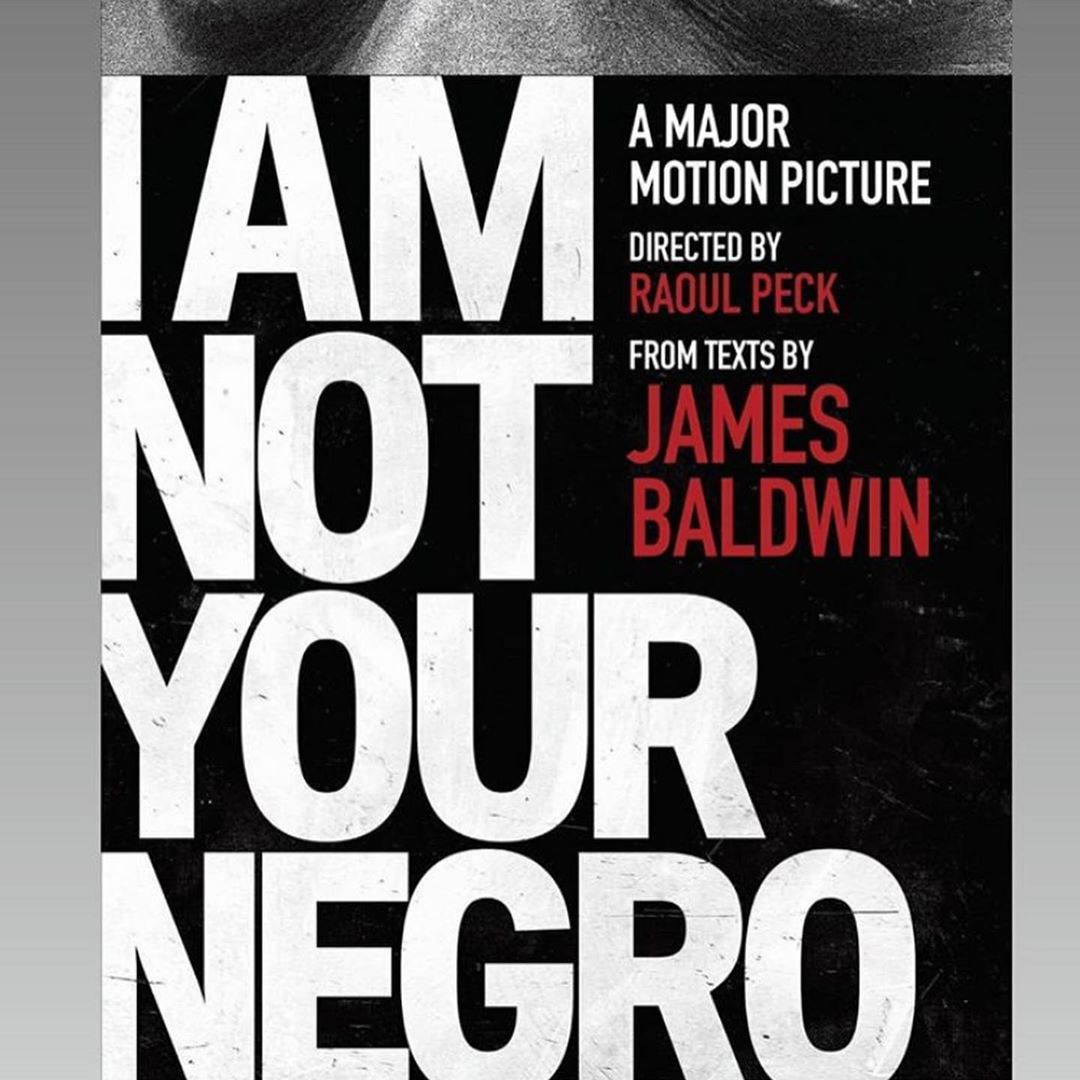 I AM
NOT
YOUR
NEGRO
A MAJOR
MOTION PICTURE
DIRECTED BY
RAOUL PECK
FROM TEXTS BY
JAMES
BALDWIN